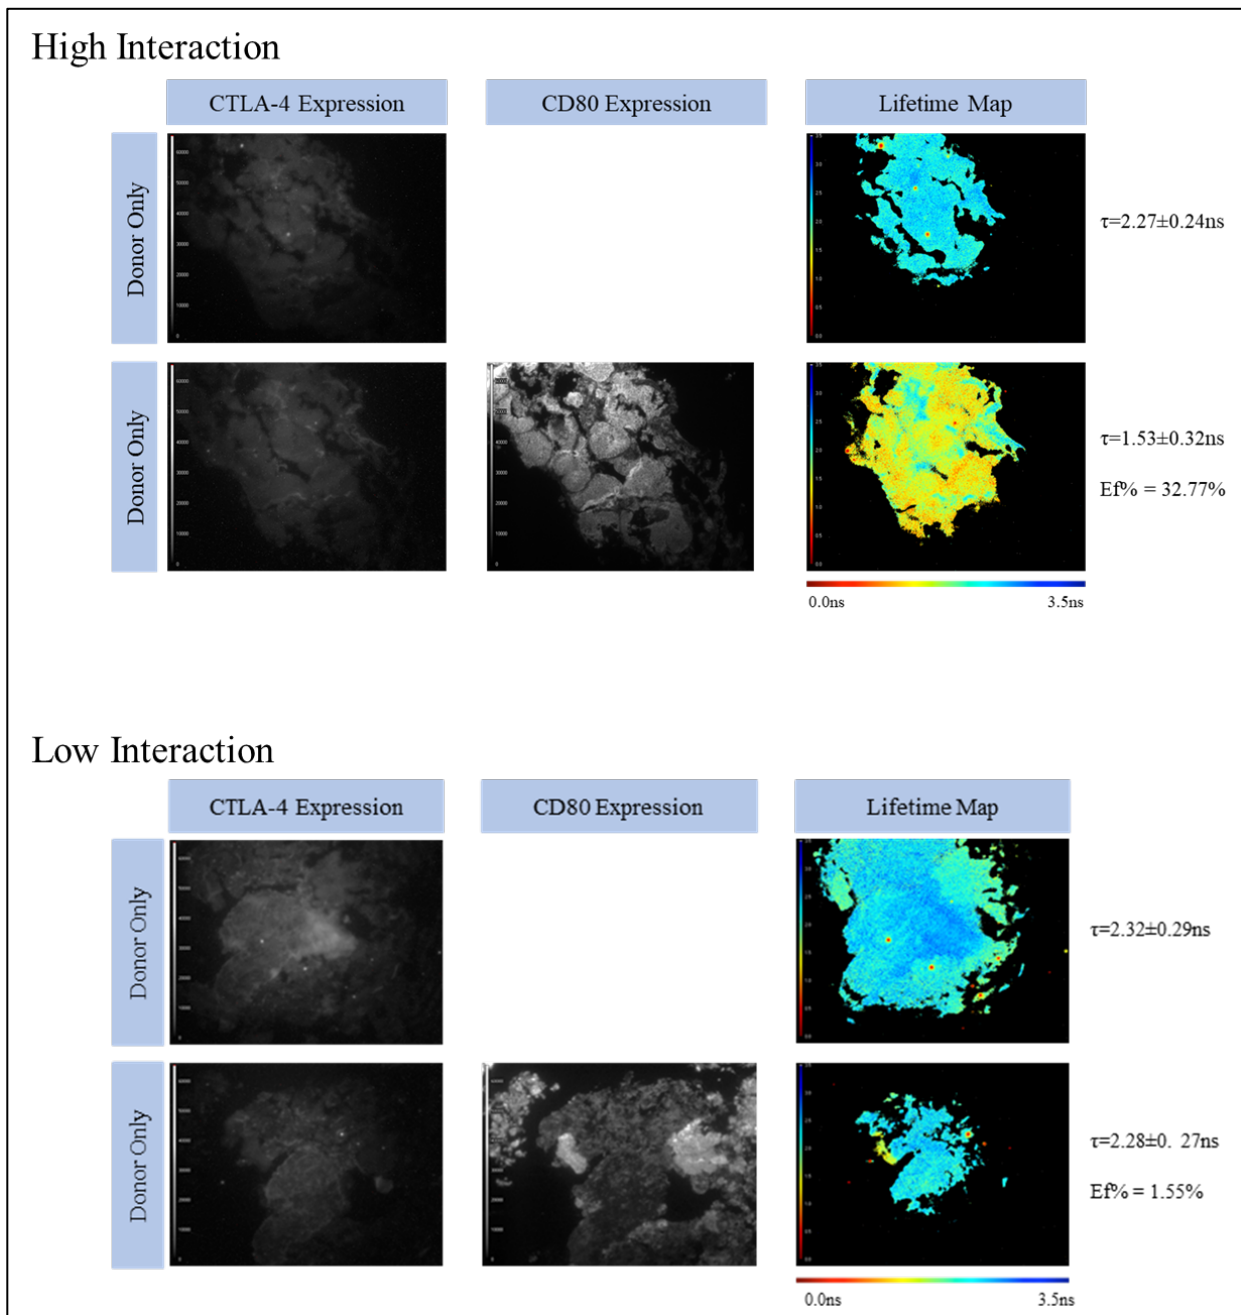 High Interaction
CTLA-4 Expression
CD80 Expression
Lifetime Map
Donor Only
τ=2.27±0.24ns
Donor Only
τ=1.53±0.32ns
Ef% = 32.77%
0.0ns
3.5ns
Low Interaction
CTLA-4 Expression
CD80 Expression
Lifetime Map
Donor Only
τ=2.32±0.29ns
Donor Only
τ=2.28±0. 27ns
Ef% = 1.55%
0.0ns
3.5ns